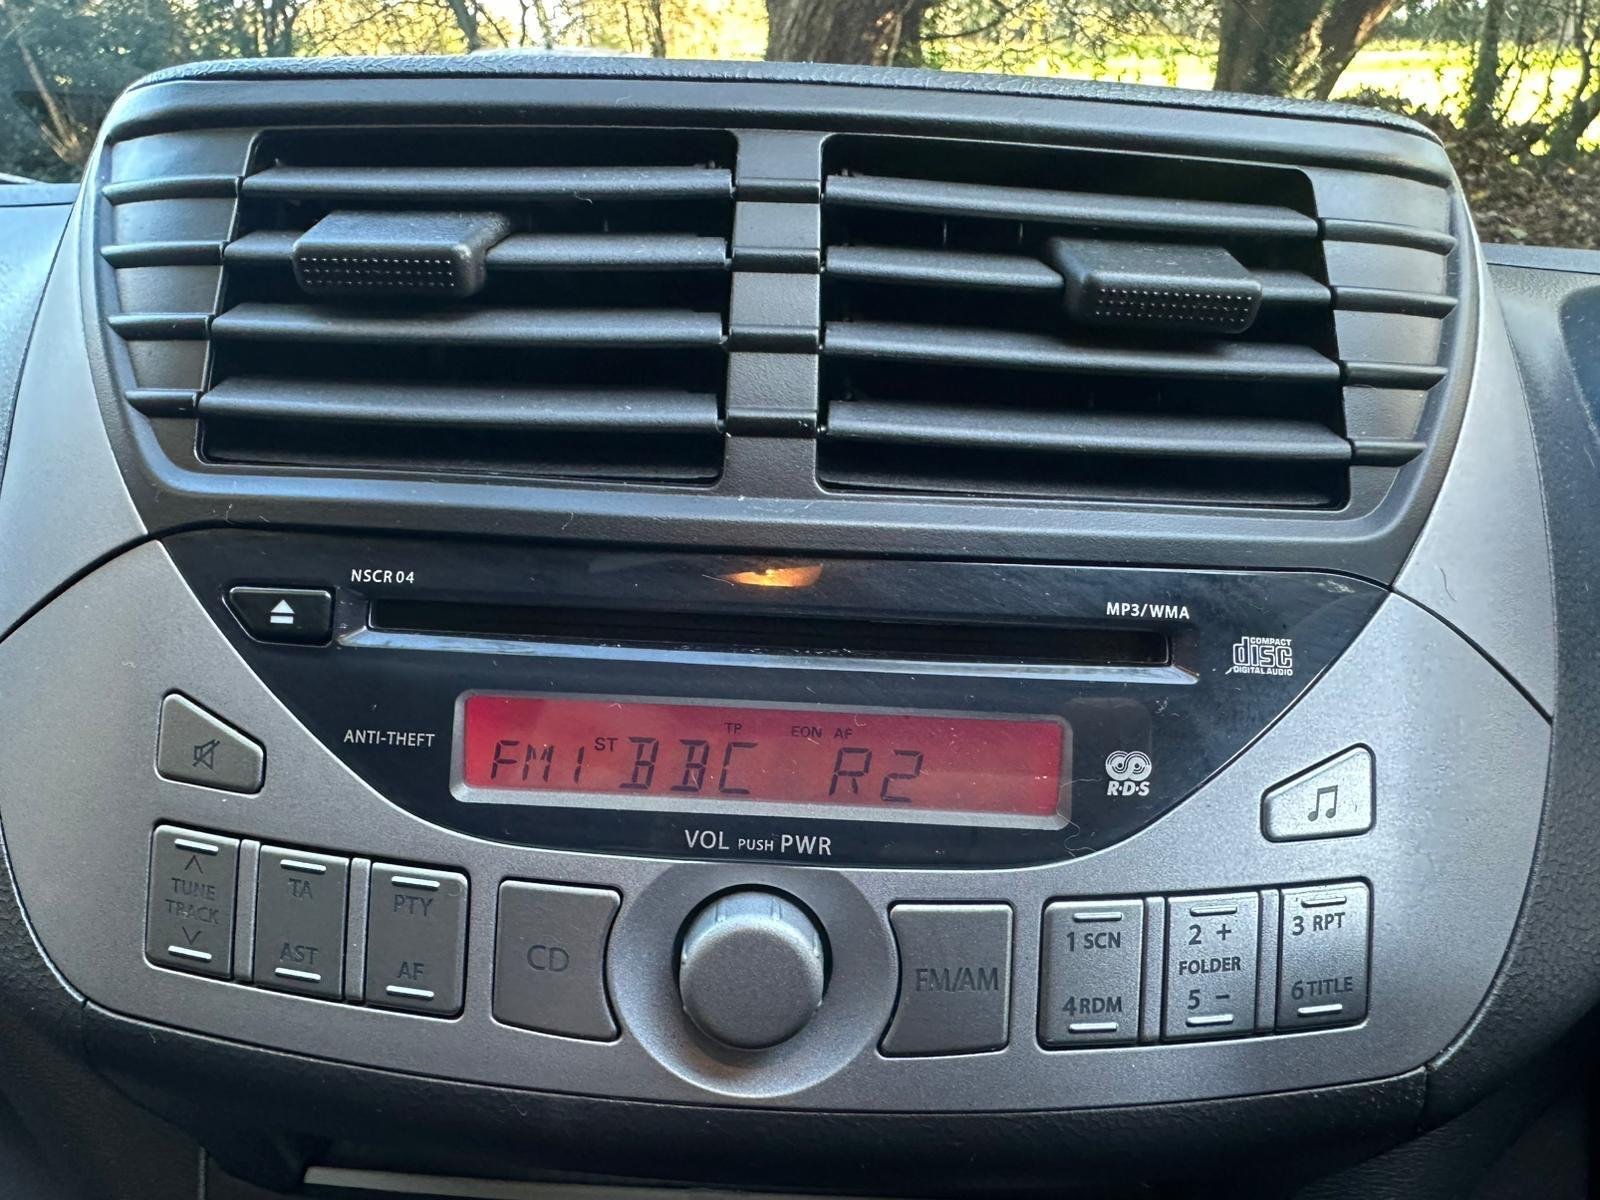 NSCR 04
MP3/WMA
COMPACT
disc
DIGITAL AUDIO
ANTI-THEFT
TP EON AF
FM1 ST BBC R2
R·D·S
VOL PUSH PWR
TUNE
TRACK
TA
AST
PTY
AF
CD
FM/AM
1 SCN
4 RDM
2 +
FOLDER
5 –
3 RPT
6 TITLE